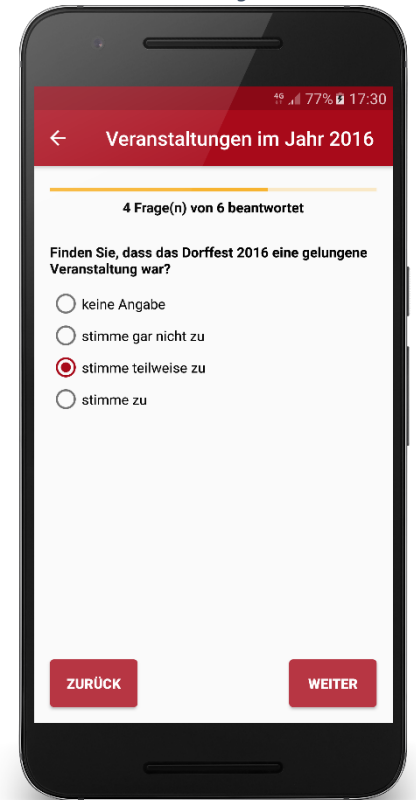 4G 77% 17:30
← Veranstaltungen im Jahr 2016
4 Frage(n) von 6 beantwortet
Finden Sie, dass das Dorffest 2016 eine gelungene
Veranstaltung war?
keine Angabe
stimme gar nicht zu
stimme teilweise zu
stimme zu
ZURÜCK WEITER